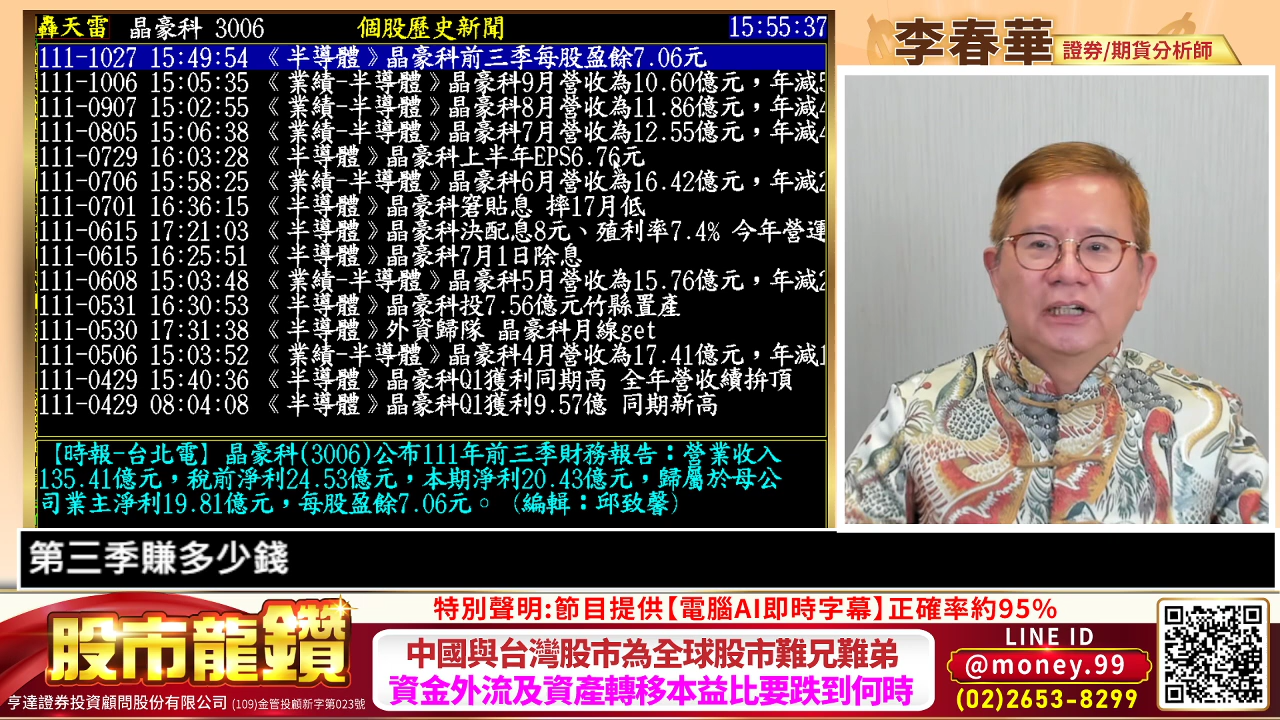 轟天雷 晶豪科 3006 個股歷史新聞 15:55:37
111-1027 15:49:54 《半導體》晶豪科前三季每股盈餘7.06元
111-1006 15:05:35 《業績-半導體》晶豪科9月營收為10.60億元，年減5
111-0907 15:02:55 《業績-半導體》晶豪科8月營收為11.86億元，年減4
111-0805 15:06:38 《業績-半導體》晶豪科7月營收為12.55億元，年減4
111-0729 16:03:28 《半導體》晶豪科上半年EPS6.76元
111-0706 15:58:25 《業績-半導體》晶豪科6月營收為16.42億元，年減2
111-0701 16:36:15 《半導體》晶豪科窘貼息 摔17月低
111-0615 17:21:03 《半導體》晶豪科決配息8元、殖利率7.4% 今年營運
111-0615 16:25:51 《半導體》晶豪科7月1日除息
111-0608 15:03:48 《業績-半導體》晶豪科5月營收為15.76億元，年減2
111-0531 16:30:53 《半導體》晶豪科投7.56億元竹縣置產
111-0530 17:31:38 《半導體》外資歸隊 晶豪科月線get
111-0506 15:03:52 《業績-半導體》晶豪科4月營收為17.41億元，年減1
111-0429 15:40:36 《半導體》晶豪科Q1獲利同期高 全年營收續拚頂
111-0429 08:04:08 《半導體》晶豪科Q1獲利9.57億 同期新高
【時報-台北電】晶豪科(3006)公布111年前三季財務報告：營業收入
135.41億元，稅前淨利24.53億元，本期淨利20.43億元，歸屬於母公
司業主淨利19.81億元，每股盈餘7.06元。（編輯：邱致馨）
李春華 證券/期貨分析師
第三季賺多少錢
股市龍鑽
亨達證券投資顧問股份有限公司 (109)金管投顧新字第023號
特別聲明:節目提供【電腦AI即時字幕】正確率約95%
中國與台灣股市為全球股市難兄難弟
資金外流及資產轉移本益比要跌到何時
LINE ID
@money.99
(02)2653-8299